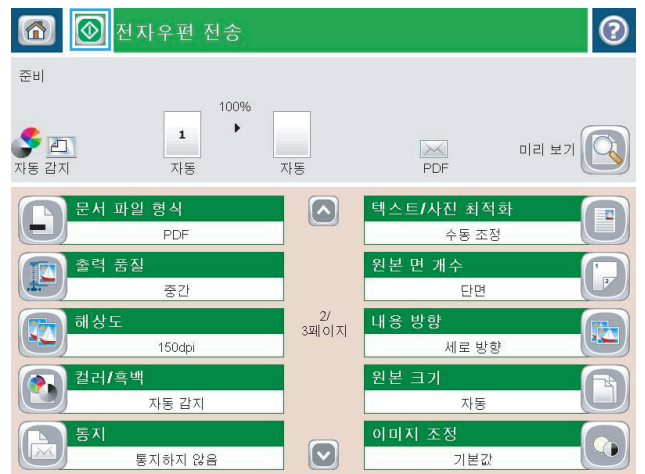 전자우편 전송
?
준비
100%
1
자동 감지
자동
자동
PDF
미리 보기
문서 파일 형식
PDF
출력 품질
중간
해상도
150dpi
컬러/흑백
자동 감지
통지
통지하지 않음
2/
3페이지
텍스트/사진 최적화
수동 조정
원본 면 개수
단면
1
2
내용 방향
세로 방향
원본 크기
자동
이미지 조정
기본값